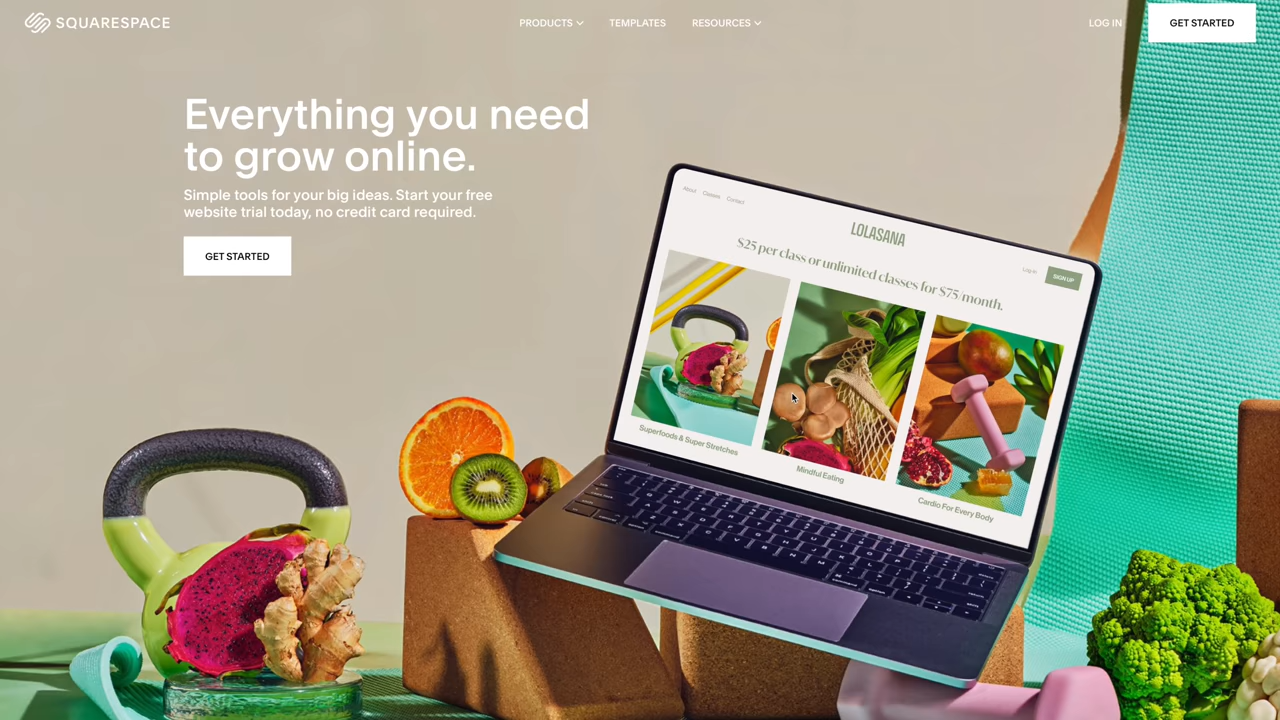 SQUARESPACE
PRODUCTS
TEMPLATES
RESOURCES
LOG IN
GET STARTED
Everything you need
to grow online.
Simple tools for your big ideas. Start your free
website trial today, no credit card required.
GET STARTED
About
Classes
Contact
LOLASANA
Log in
SIGN UP
$25 per class or unlimited classes for $75/month.
Superfoods & Super Stretches
Mindful Eating
Cardio For Every Body